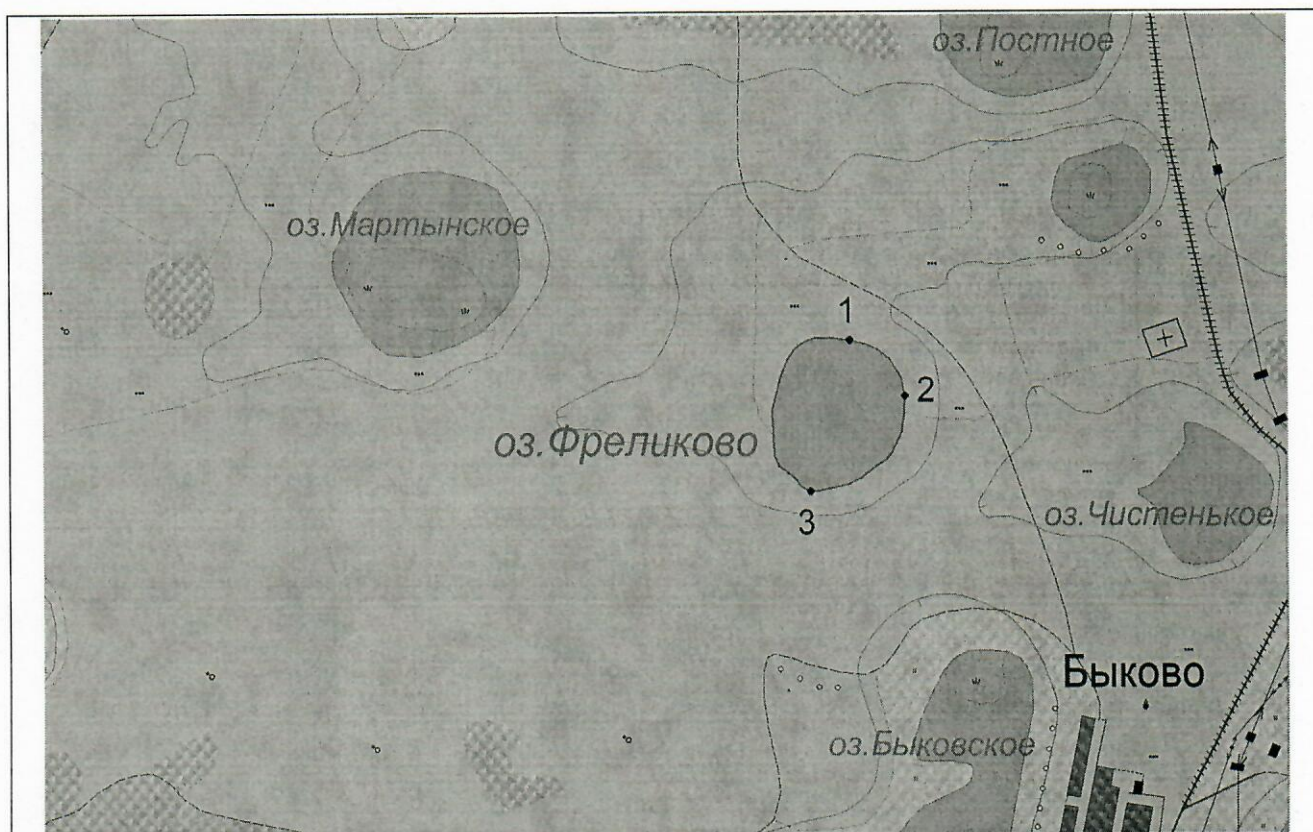 оз.Постное
оз.Мартынское
1
2
оз.Фреликово
3
оз.Чистенькое
Быково
оз.Быковское